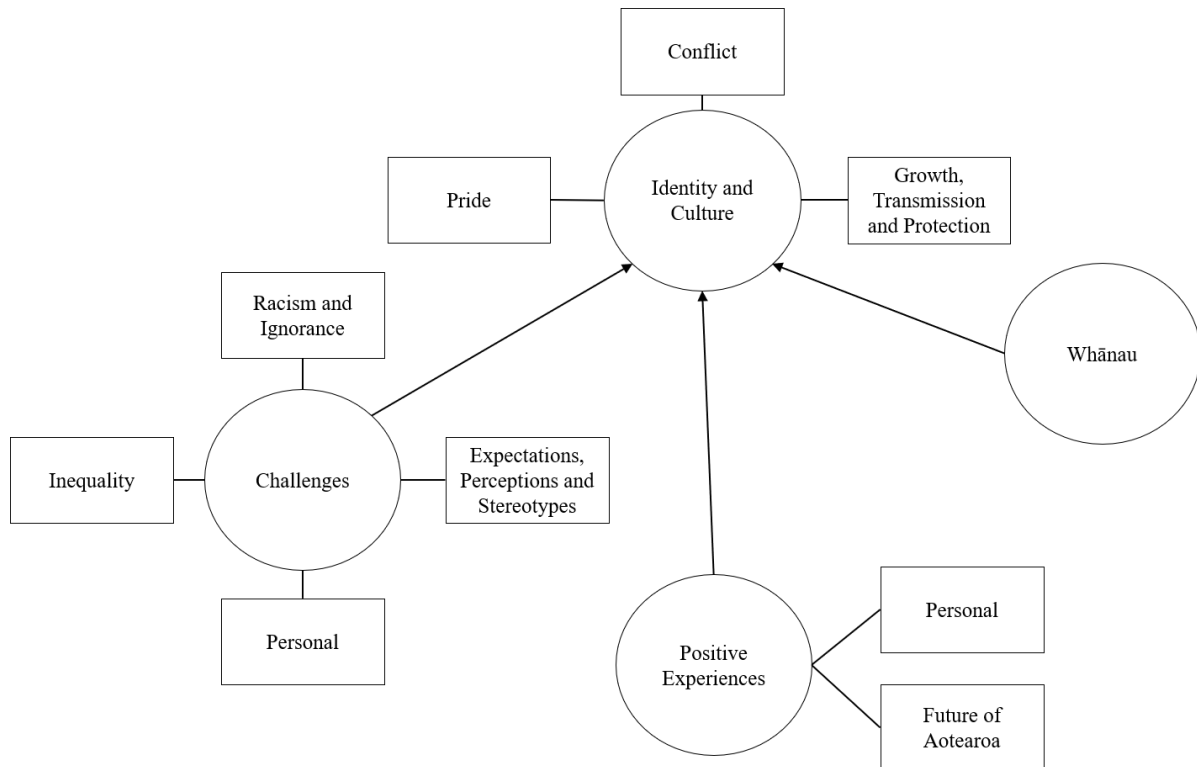 Conflict
Pride
Identity and
Culture
Growth,
Transmission
and Protection
Racism and
Ignorance
Whānau
Inequality
Challenges
Expectations,
Perceptions and
Stereotypes
Personal
Positive
Experiences
Personal
Future of
Aotearoa